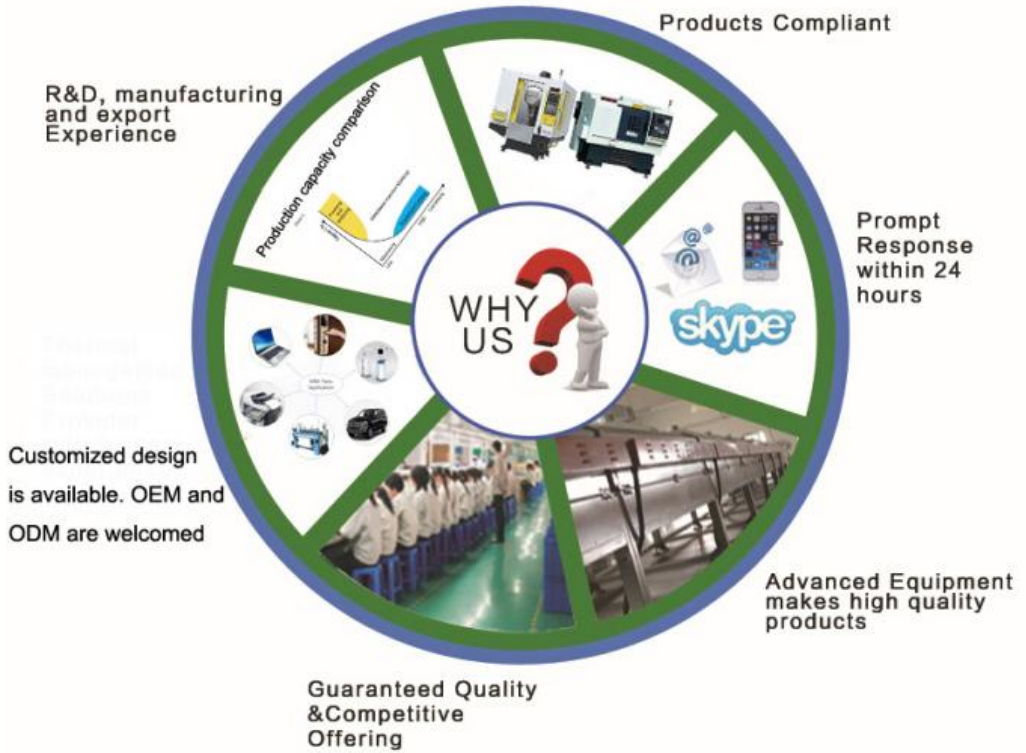 Products Compliant
R&D, manufacturing
and export
Experience
Production capacity comparison
Prompt
Response
within 24
hours
skype
WHY
US
Customized design
is available. OEM and
ODM are welcomed
Advanced Equipment
makes high quality
products
Guaranteed Quality
&Competitive
Offering